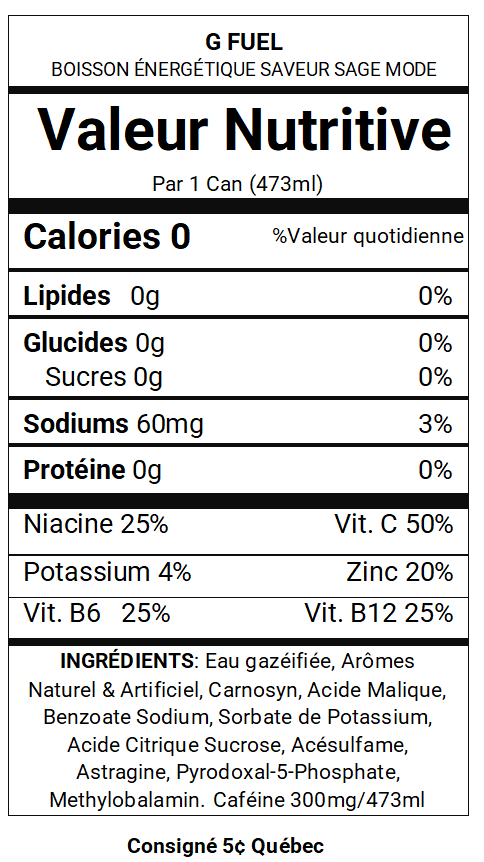 G FUEL
BOISSON ÉNERGÉTIQUE SAVEUR SAGE MODE
Valeur Nutritive
Par 1 Can (473ml)
Calories 0 %Valeur quotidienne
Lipides 0g 0%
Glucides 0g 0%
Sucres 0g 0%
Sodiums 60mg 3%
Protéine 0g 0%
Niacine 25% Vit. C 50%
Potassium 4% Zinc 20%
Vit. B6 25% Vit. B12 25%
INGRÉDIENTS: Eau gazéifiée, Arômes
Naturel & Artificiel, Carnosyn, Acide Malique,
Benzoate Sodium, Sorbate de Potassium,
Acide Citrique Sucrose, Acésulfame,
Astragine, Pyrodoxal-5-Phosphate,
Methylobalamin. Caféine 300mg/473ml
Consigné 5¢ Québec